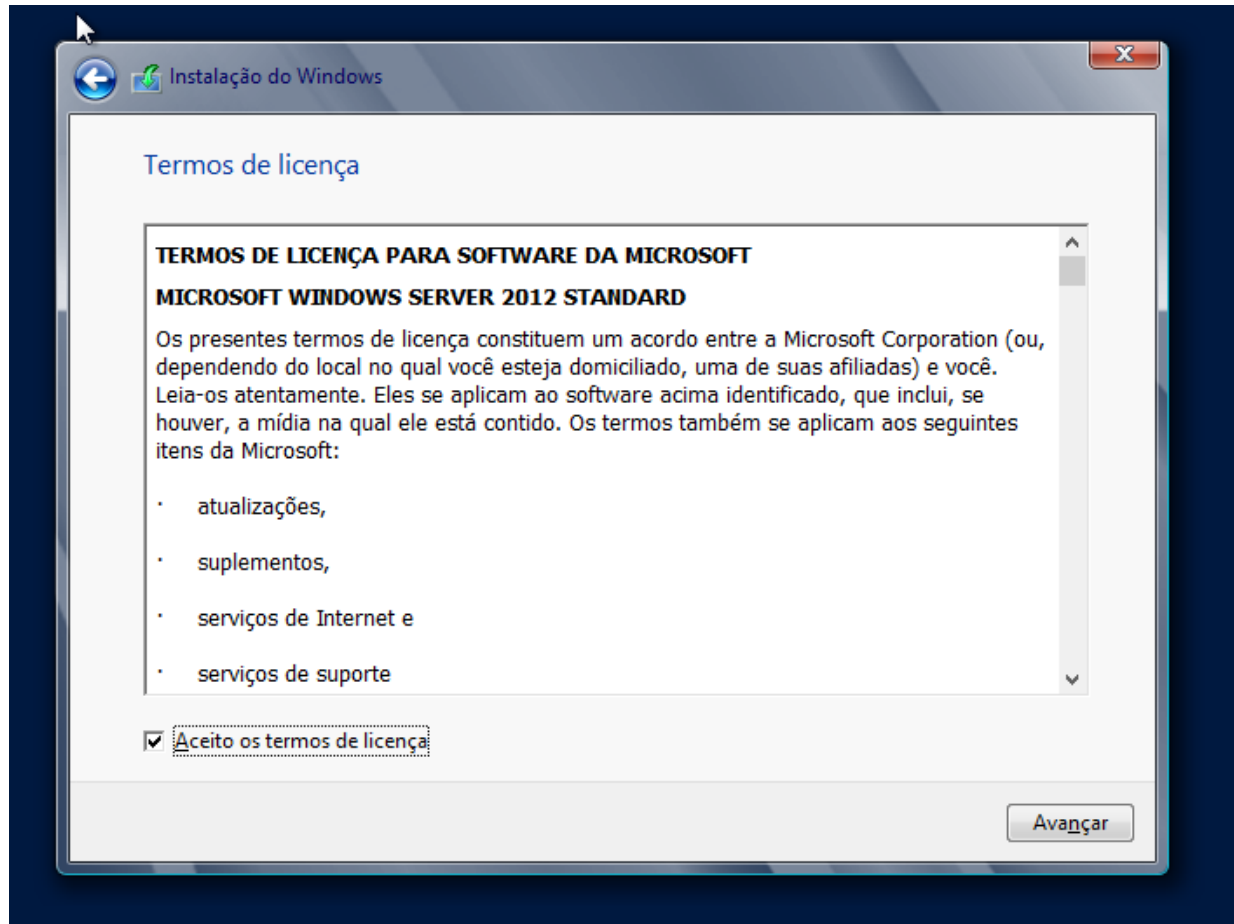 Instalação do Windows
Termos de licença
TERMOS DE LICENÇA PARA SOFTWARE DA MICROSOFT
MICROSOFT WINDOWS SERVER 2012 STANDARD
Os presentes termos de licença constituem um acordo entre a Microsoft Corporation (ou,
dependendo do local no qual você esteja domiciliado, uma de suas afiliadas) e você.
Leia-os atentamente. Eles se aplicam ao software acima identificado, que inclui, se
houver, a mídia na qual ele está contido. Os termos também se aplicam aos seguintes
itens da Microsoft:
· atualizações,
· suplementos,
· serviços de Internet e
· serviços de suporte
Aceito os termos de licença
Avançar